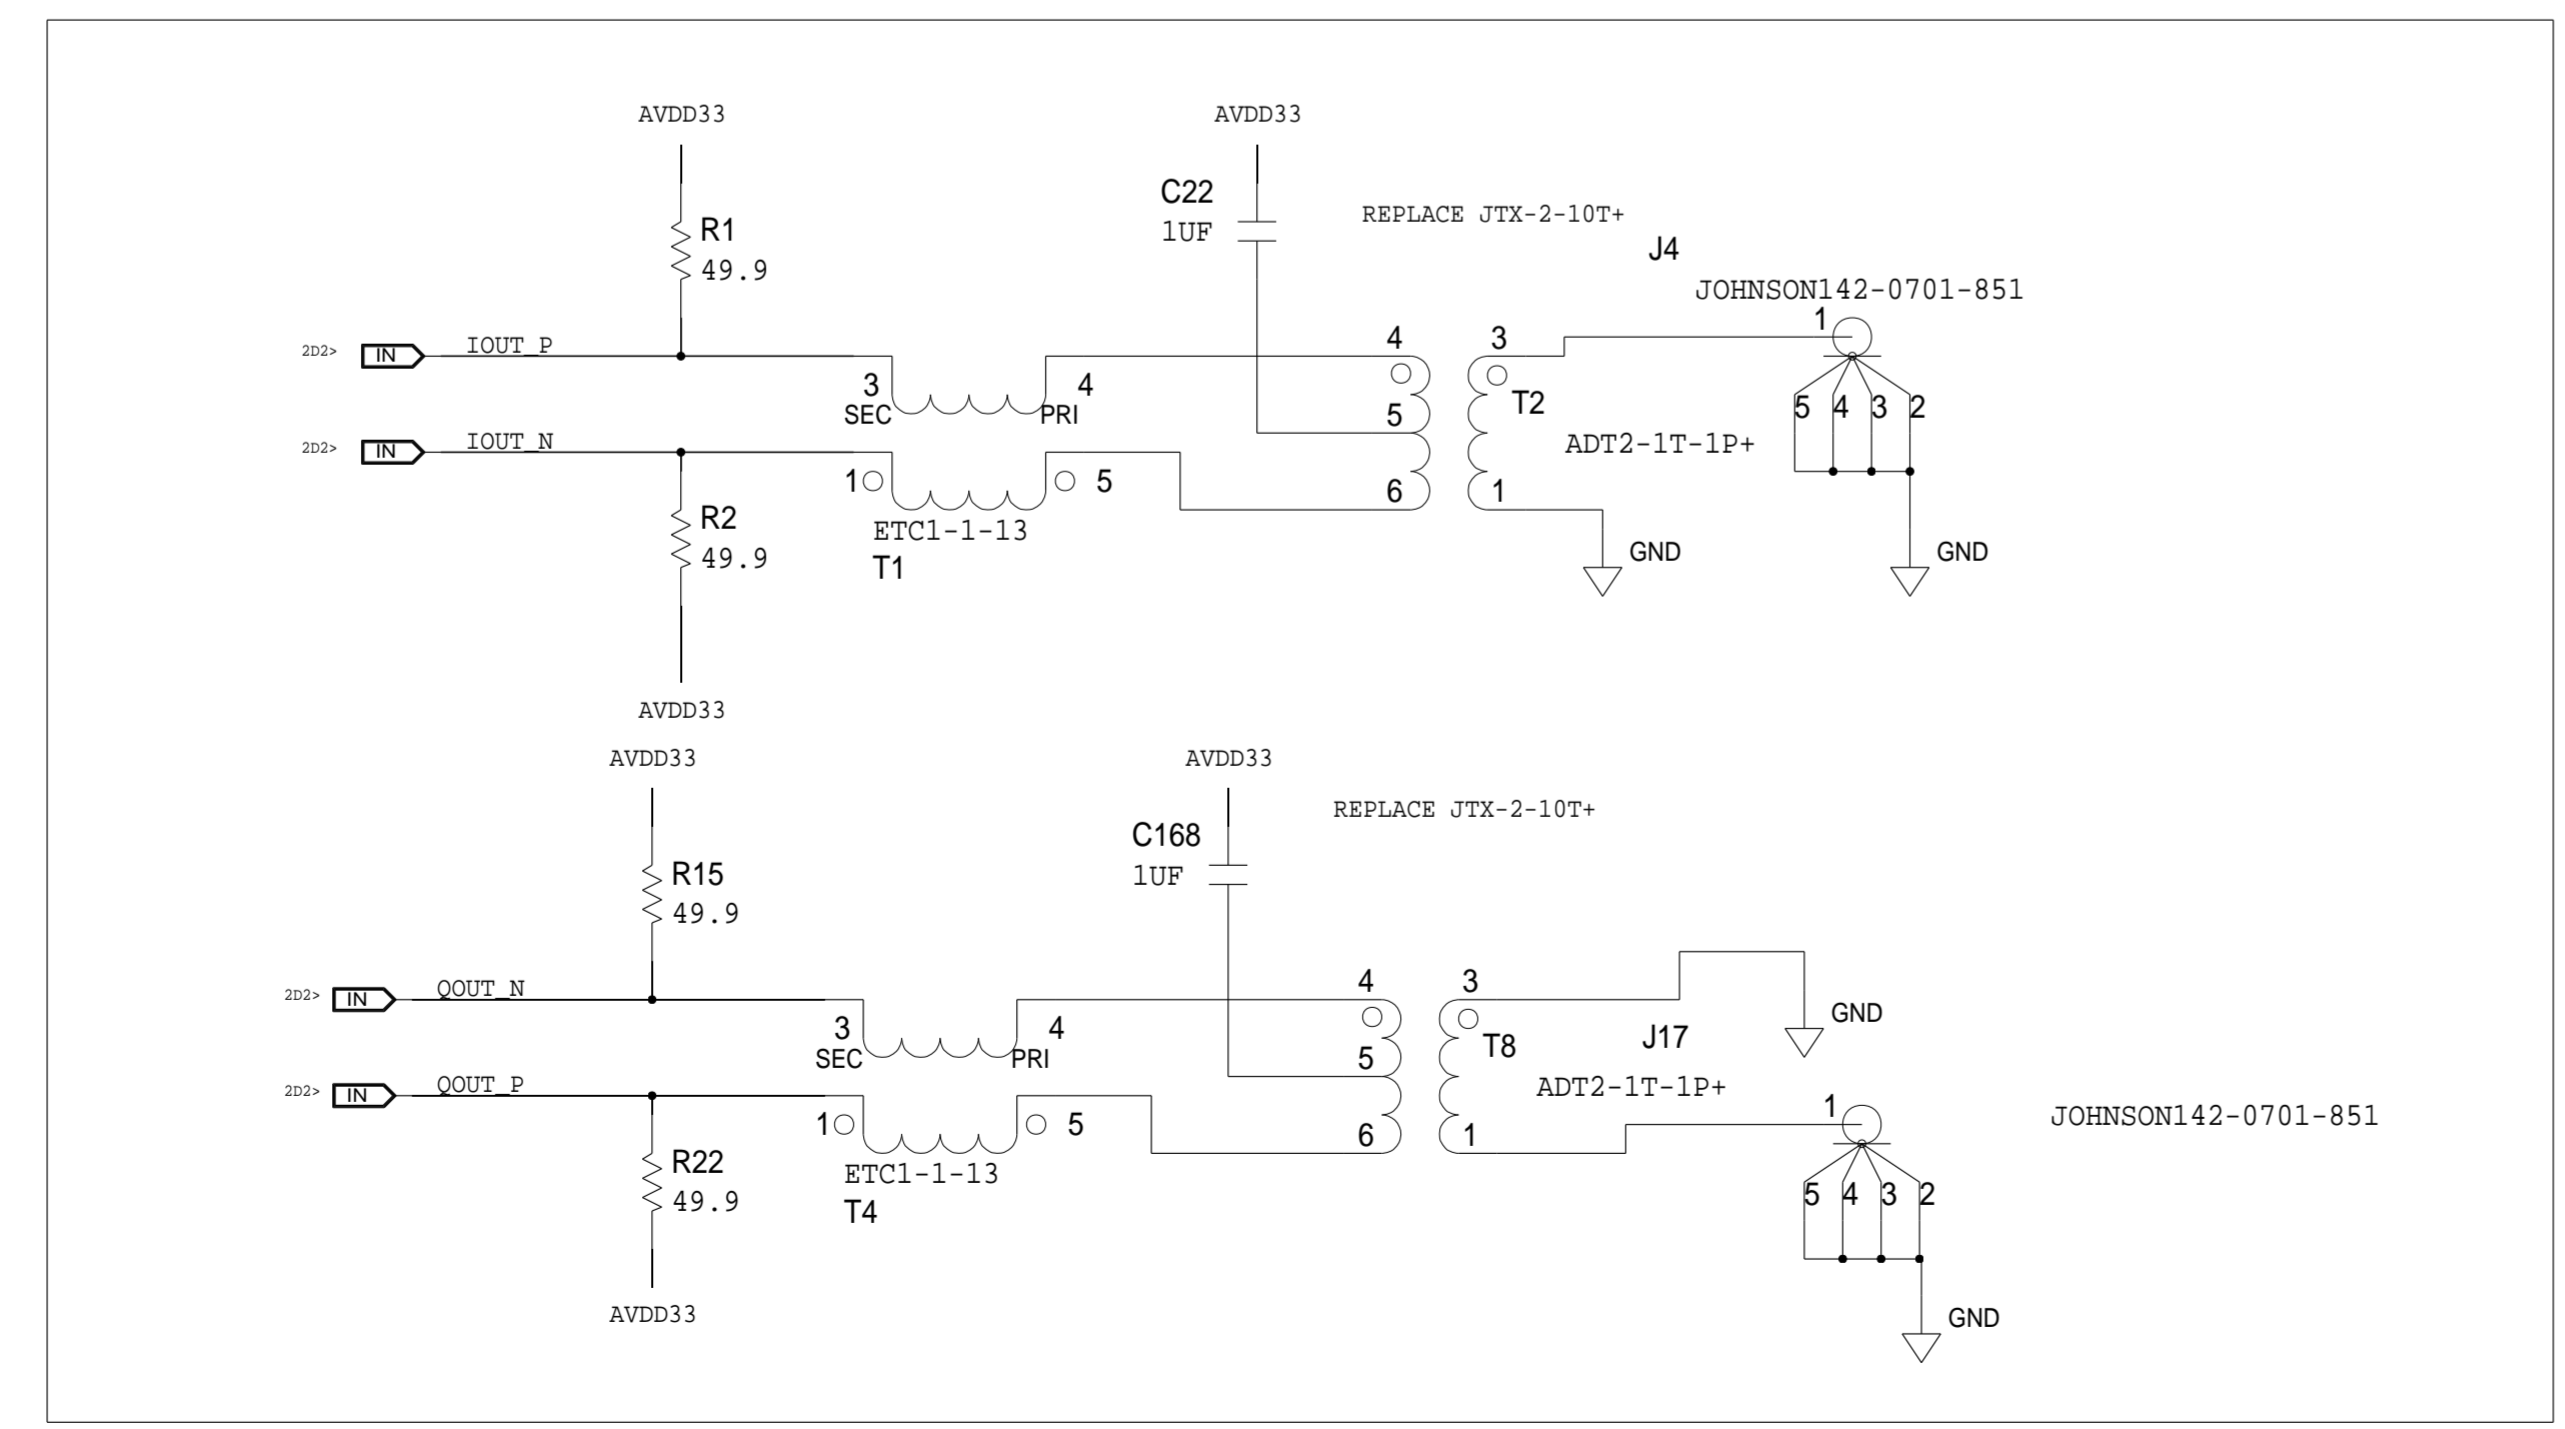 AVDD33
AVDD33
C22
1UF
REPLACE JTX-2-10T+
R1
49.9
J4
JOHNSON142-0701-851
2D2> IN IOUT_P
3
SEC
4
PRI
4
3
1
5
T2
5 4 3 2
2D2> IN IOUT_N
ADT2-1T-1P+
1
5
6
1
R2
49.9
ETC1-1-13
T1
GND
GND
AVDD33
AVDD33
AVDD33
REPLACE JTX-2-10T+
C168
1UF
R15
49.9
2D2> IN QOUT_N
3
SEC
4
PRI
4
3
GND
5
T8
J17
2D2> IN QOUT_P
ADT2-1T-1P+
1
JOHNSON142-0701-851
1
5
6
1
R22
49.9
ETC1-1-13
T4
5 4 3 2
AVDD33
GND